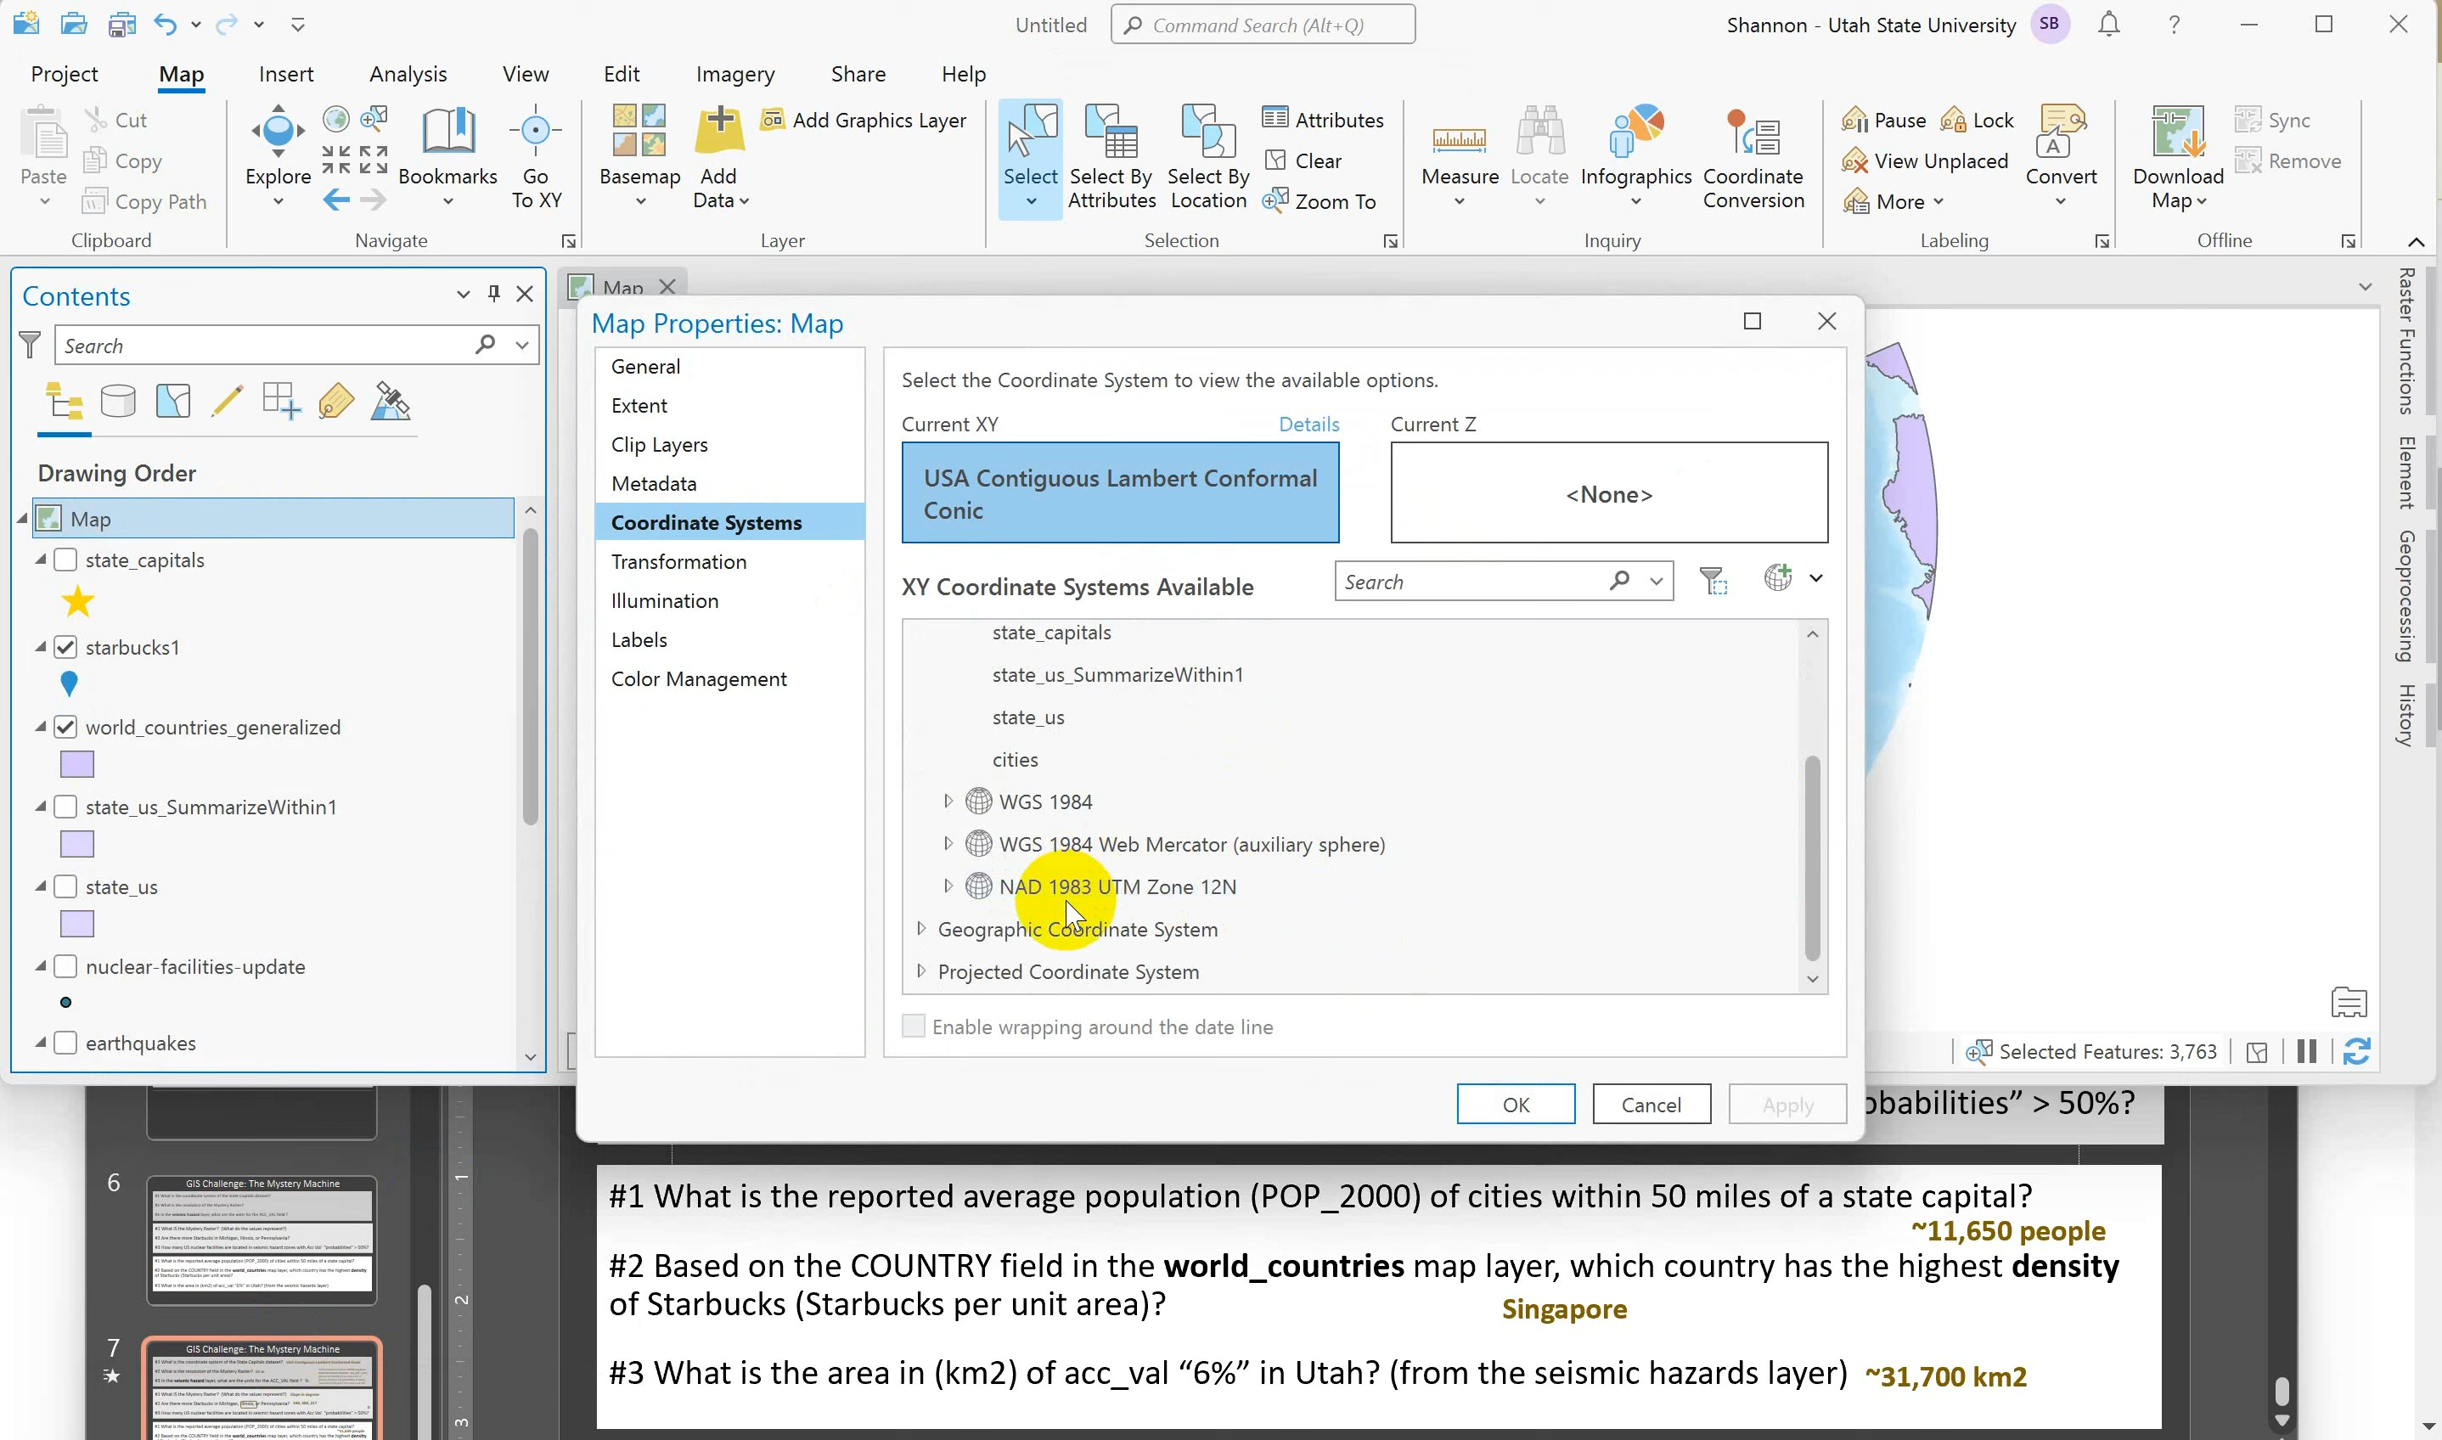 Untitled
Command Search (Alt+Q)
Shannon - Utah State University
SB
?
Project
Map
Insert
Analysis
View
Edit
Imagery
Share
Help
Paste
Cut
Copy
Copy Path
Clipboard
Explore
Bookmarks
Go
To XY
Navigate
Basemap
Add
Data
Add Graphics Layer
Layer
Select
Select By
Attributes
Select By
Location
Attributes
Clear
Zoom To
Selection
Measure
Locate
Infographics
Coordinate
Conversion
Inquiry
Pause
Lock
View Unplaced
More
A
Convert
Labeling
Download
Map
Sync
Remove
Offline
Contents
Search
Drawing Order
Map
state_capitals
starbucks1
world_countries_generalized
state_us_SummarizeWithin1
state_us
nuclear-facilities-update
earthquakes
Map
Map Properties: Map
General
Extent
Clip Layers
Metadata
Coordinate Systems
Transformation
Illumination
Labels
Color Management
Select the Coordinate System to view the available options.
Current XY
Details
Current Z
USA Contiguous Lambert Conformal
Conic
<None>
XY Coordinate Systems Available
Search
state_capitals
state_us_SummarizeWithin1
state_us
cities
WGS 1984
WGS 1984 Web Mercator (auxiliary sphere)
NAD 1983 UTM Zone 12N
Geographic Coordinate System
Projected Coordinate System
Enable wrapping around the date line
OK
Cancel
Apply
Raster Functions
Element
Geoprocessing
History
Selected Features: 3,763
obabilities” > 50%?
6
GIS Challenge: The Mystery Machine
7
GIS Challenge: The Mystery Machine
1
2
3
#1 What is the reported average population (POP_2000) of cities within 50 miles of a state capital?
~11,650 people
#2 Based on the COUNTRY field in the world_countries map layer, which country has the highest density
of Starbucks (Starbucks per unit area)?
Singapore
#3 What is the area in (km2) of acc_val “6%” in Utah? (from the seismic hazards layer)
~31,700 km2